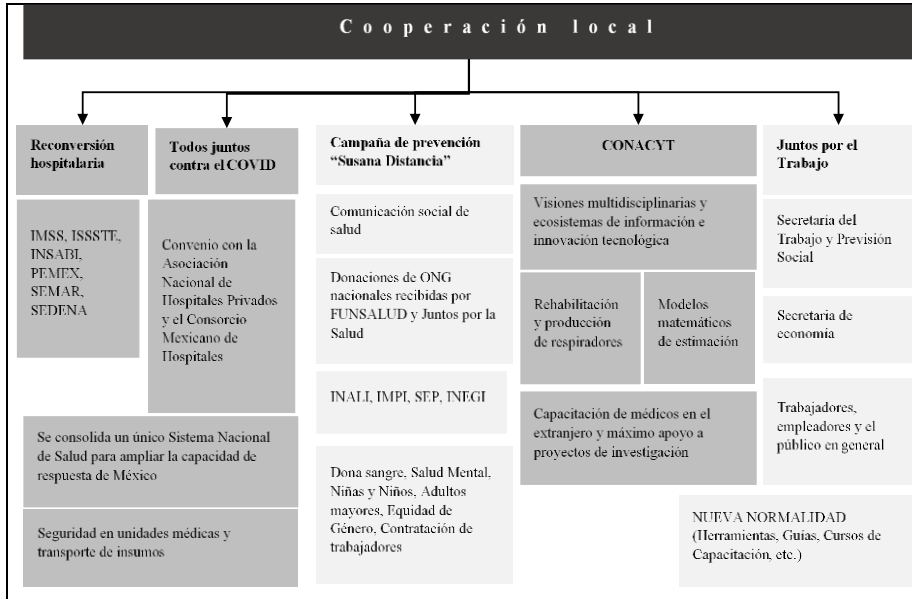 Cooperación local
Reconversión
hospitalaria
Todos juntos
contra el COVID
Campaña de prevención
“Susana Distancia”
CONACYT
Juntos por el
Trabajo
IMSS, ISSSTE,
INSABI,
PEMEX,
SEMAR,
SEDENA
Convenio con la
Asociación
Nacional de
Hospitales Privados
y el Consorcio
Mexicano de
Hospitales
Se consolida un único Sistema Nacional
de Salud para ampliar la capacidad de
respuesta de México
Seguridad en unidades médicas y
transporte de insumos
Comunicación social de
salud
Donaciones de ONG
nacionales recibidas por
FUNSALUD y Juntos por la
Salud
INALI, IMPI, SEP, INEGI
Dona sangre, Salud Mental,
Niñas y Niños, Adultos
mayores, Equidad de
Género, Contratación de
trabajadores
Visiones multidisciplinarias y
ecosistemas de información e
innovación tecnológica
Rehabilitación
y producción
de respiradores
Modelos
matemáticos
de estimación
Capacitación de médicos en el
extranjero y máximo apoyo a
proyectos de investigación
Secretaria del
Trabajo y Previsión
Social
Secretaria de
economía
Trabajadores,
empleadores y el
público en general
NUEVA NORMALIDAD
(Herramientas, Guías, Cursos de
Capacitación, etc.)